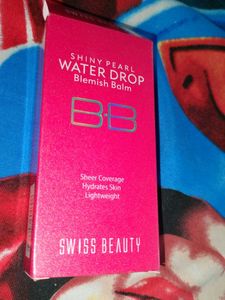 SHINY PEARL
WATER DROP
Blemish Balm
BB
Sheer Coverage
Hydrates Skin
Lightweight
SWISS BEAUTY